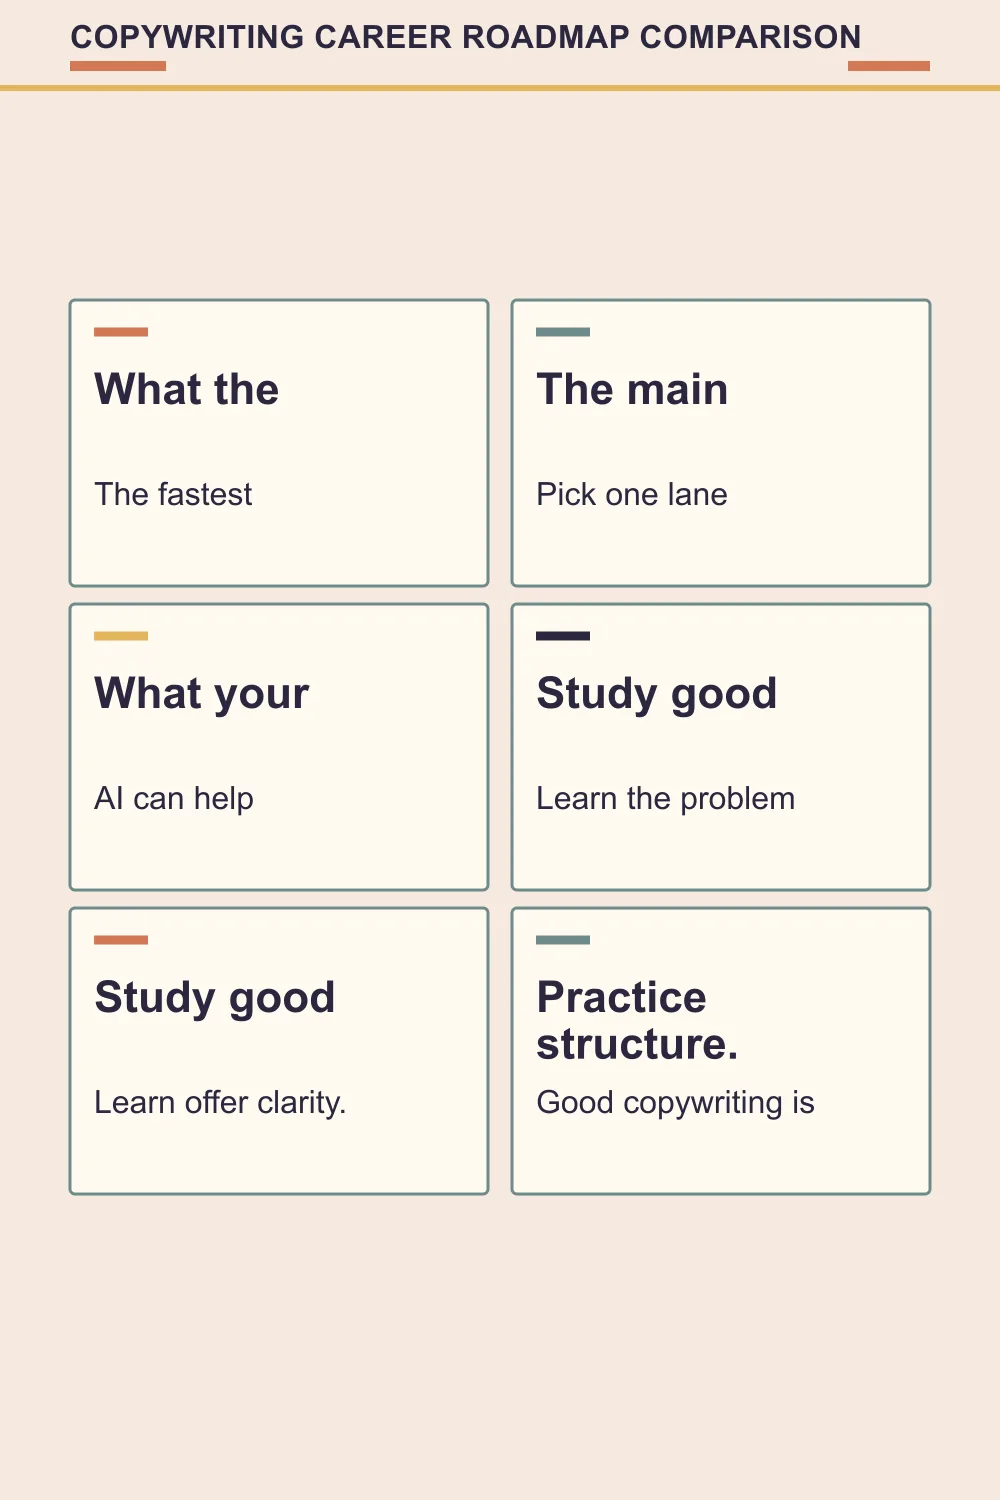 COPYWRITING CAREER ROADMAP COMPARISON
What the
The fastest
The main
Pick one lane
What your
AI can help
Study good
Learn the problem
Study good
Learn offer clarity.
Practice
structure.
Good copywriting is